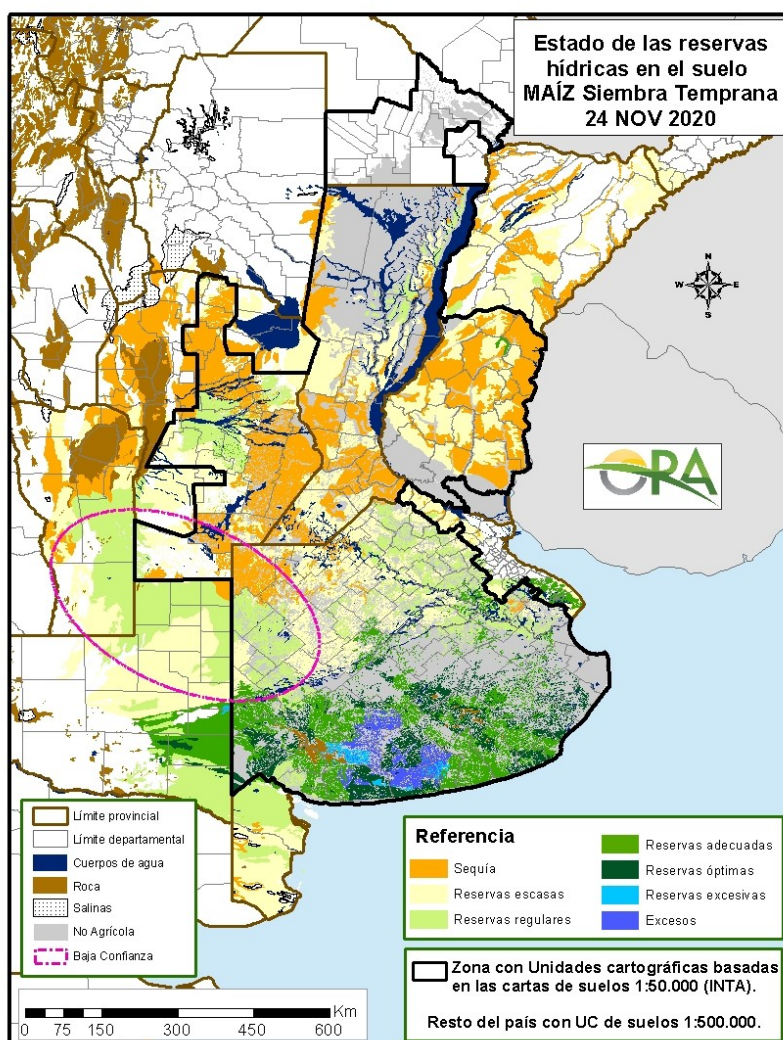 Estado de las reservas
hídricas en el suelo
MAÍZ Siembra Temprana
24 NOV 2020
N
W E
S
ORA
Límite provincial
Límite departamental
Cuerpos de agua
Roca
Salinas
No Agrícola
Baja Confianza
Referencia
Sequía
Reservas escasas
Reservas regulares
Reservas adecuadas
Reservas óptimas
Reservas excesivas
Excesos
Zona con Unidades cartográficas basadas
en las cartas de suelos 1:50.000 (INTA).
Resto del país con UC de suelos 1:500.000.
Km
0 75 150 300 450 600